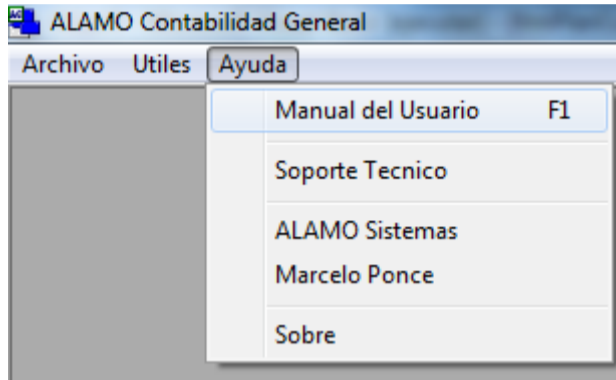 ALAMO Contabilidad General
Archivo Utiles Ayuda
Manual del Usuario F1
Soporte Tecnico
ALAMO Sistemas
Marcelo Ponce
Sobre